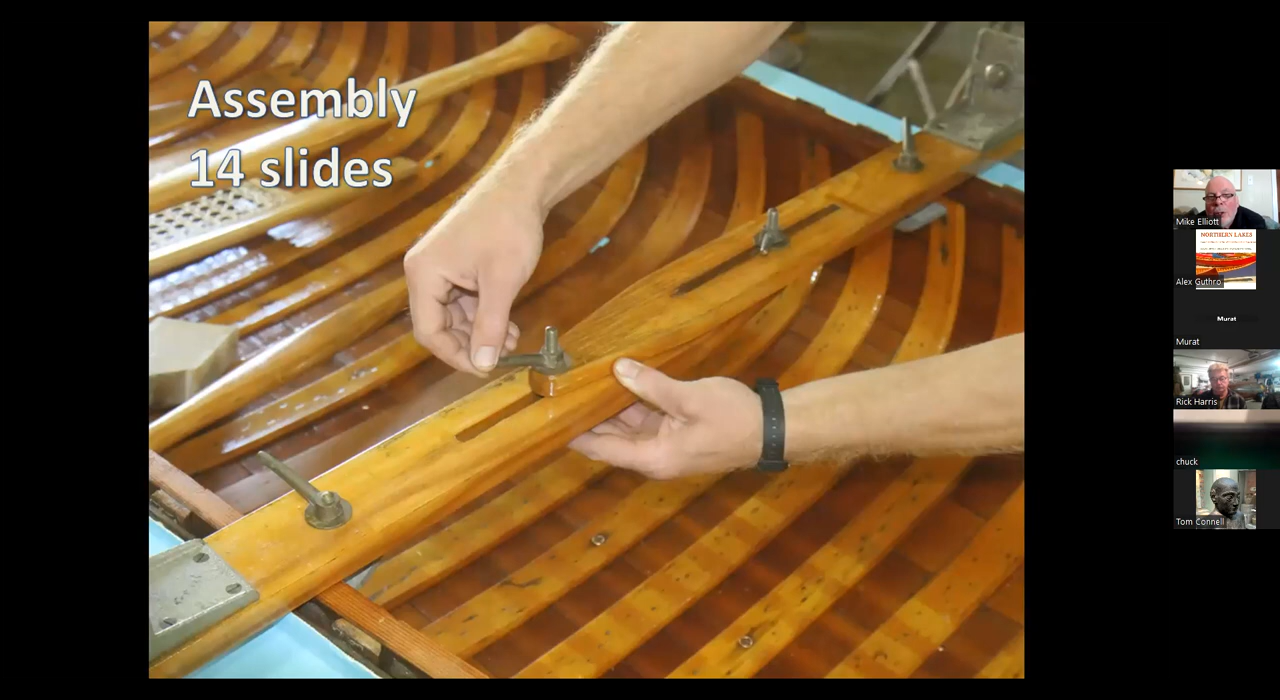 Assembly
14 slides
Mike Elliott
NORTHERN LAKES
Alex Guthro
Murat
Murat
Rick Harris
chuck
Tom Connell